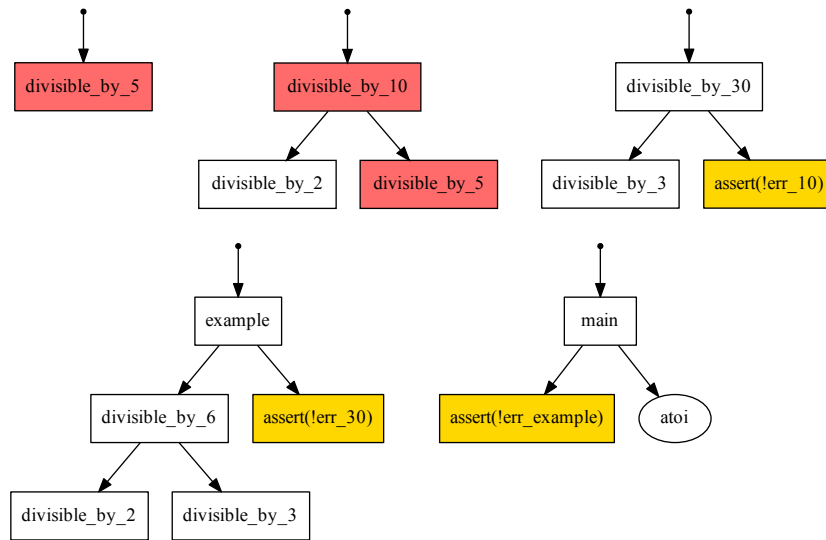 divisible_by_5
divisible_by_10
divisible_by_30
divisible_by_2
divisible_by_5
divisible_by_3
assert(!err_10)
example
main
divisible_by_6
assert(!err_30)
assert(!err_example)
atoi
divisible_by_2
divisible_by_3